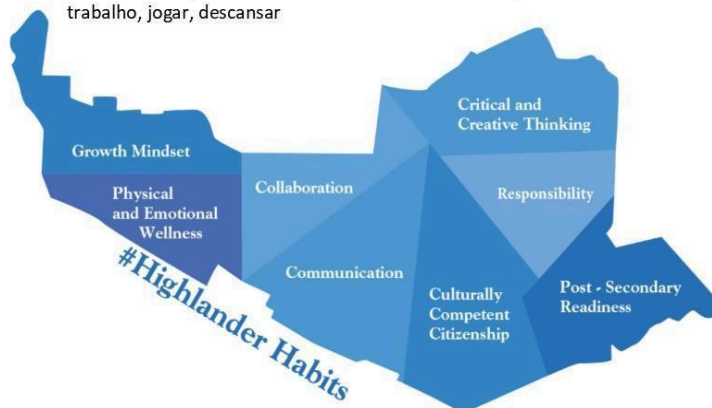 trabalho, jogar, descansar
Critical and
Creative Thinking
Growth Mindset
Physical
and Emotional
Wellness
Collaboration
Responsibility
Communication
Culturally
Competent
Citizenship
Post - Secondary
Readiness
#Highlander Habits